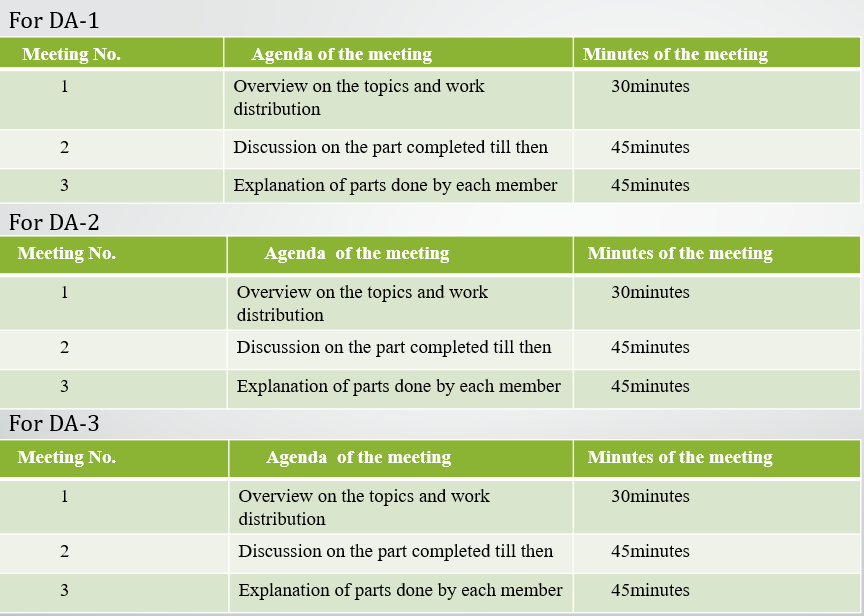 For DA-1
Meeting No. Agenda of the meeting Minutes of the meeting
1 Overview on the topics and work 30minutes
distribution
2 Discussion on the part completed till then 45minutes
3 Explanation of parts done by each member 45minutes
For DA-2
Meeting No. Agenda of the meeting Minutes of the meeting
1 Overview on the topics and work 30minutes
distribution
2 Discussion on the part completed till then 45minutes
3 Explanation of parts done by each member 45minutes
For DA-3
Meeting No. Agenda of the meeting Minutes of the meeting
1 Overview on the topics and work 30minutes
distribution
2 Discussion on the part completed till then 45minutes
3 Explanation of parts done by each member 45minutes